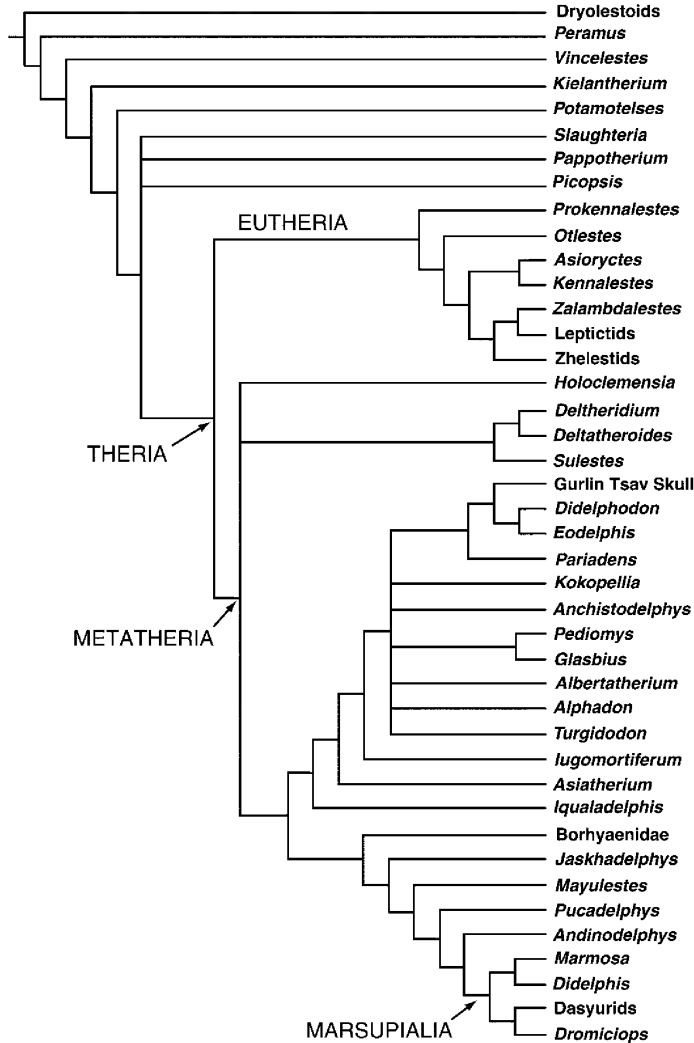 Dryolestoids
Peramus
Vincelestes
Kielantherium
Potamotelses
Slaughteria
Pappotherium
Picopsis
Prokennalestes
EUTHERIA
Otlestes
Asioryctes
Kennalestes
Zalambdalestes
Leptictids
Zhelestids
Holoclemensia
Deltheridium
Deltatheroides
THERIA
Sulestes
Gurlin Tsav Skull
Didelphodon
Eodelphis
Pariadens
Kokopellia
Anchistodelphys
METATHERIA
Pediomys
Glasbius
Albertatherium
Alphadon
Turgidodon
Iugomortiferum
Asiatherium
Iqualadelphis
Borhyaenidae
Jaskhadelphys
Mayulestes
Pucadelphys
Andinodelphys
Marmosa
Didelphis
Dasyurids
MARSUPIALIA
Dromiciops